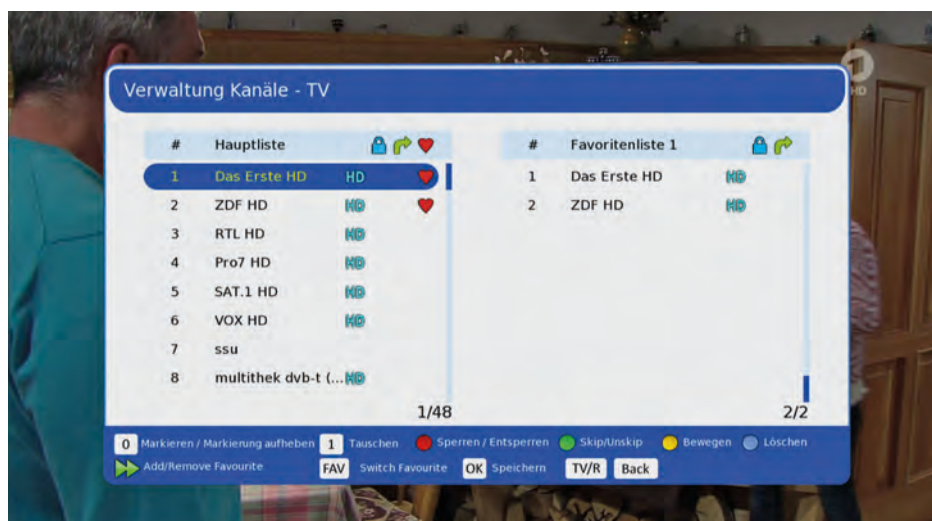 HD
Verwaltung Kanäle - TV
# Hauptliste
1 Das Erste HD HD
2 ZDF HD HD
3 RTL HD HD
4 Pro7 HD HD
5 SAT.1 HD HD
6 VOX HD HD
7 ssu
8 multithek dvb-t (... HD
1/48
# Favoritenliste 1
1 Das Erste HD HD
2 ZDF HD HD
2/2
0 Markieren / Markierung aufheben 1 Tauschen Sperren / Entsperren Skip/Unskip Bewegen Löschen
Add/Remove Favourite FAV Switch Favourite OK Speichern TV/R Back